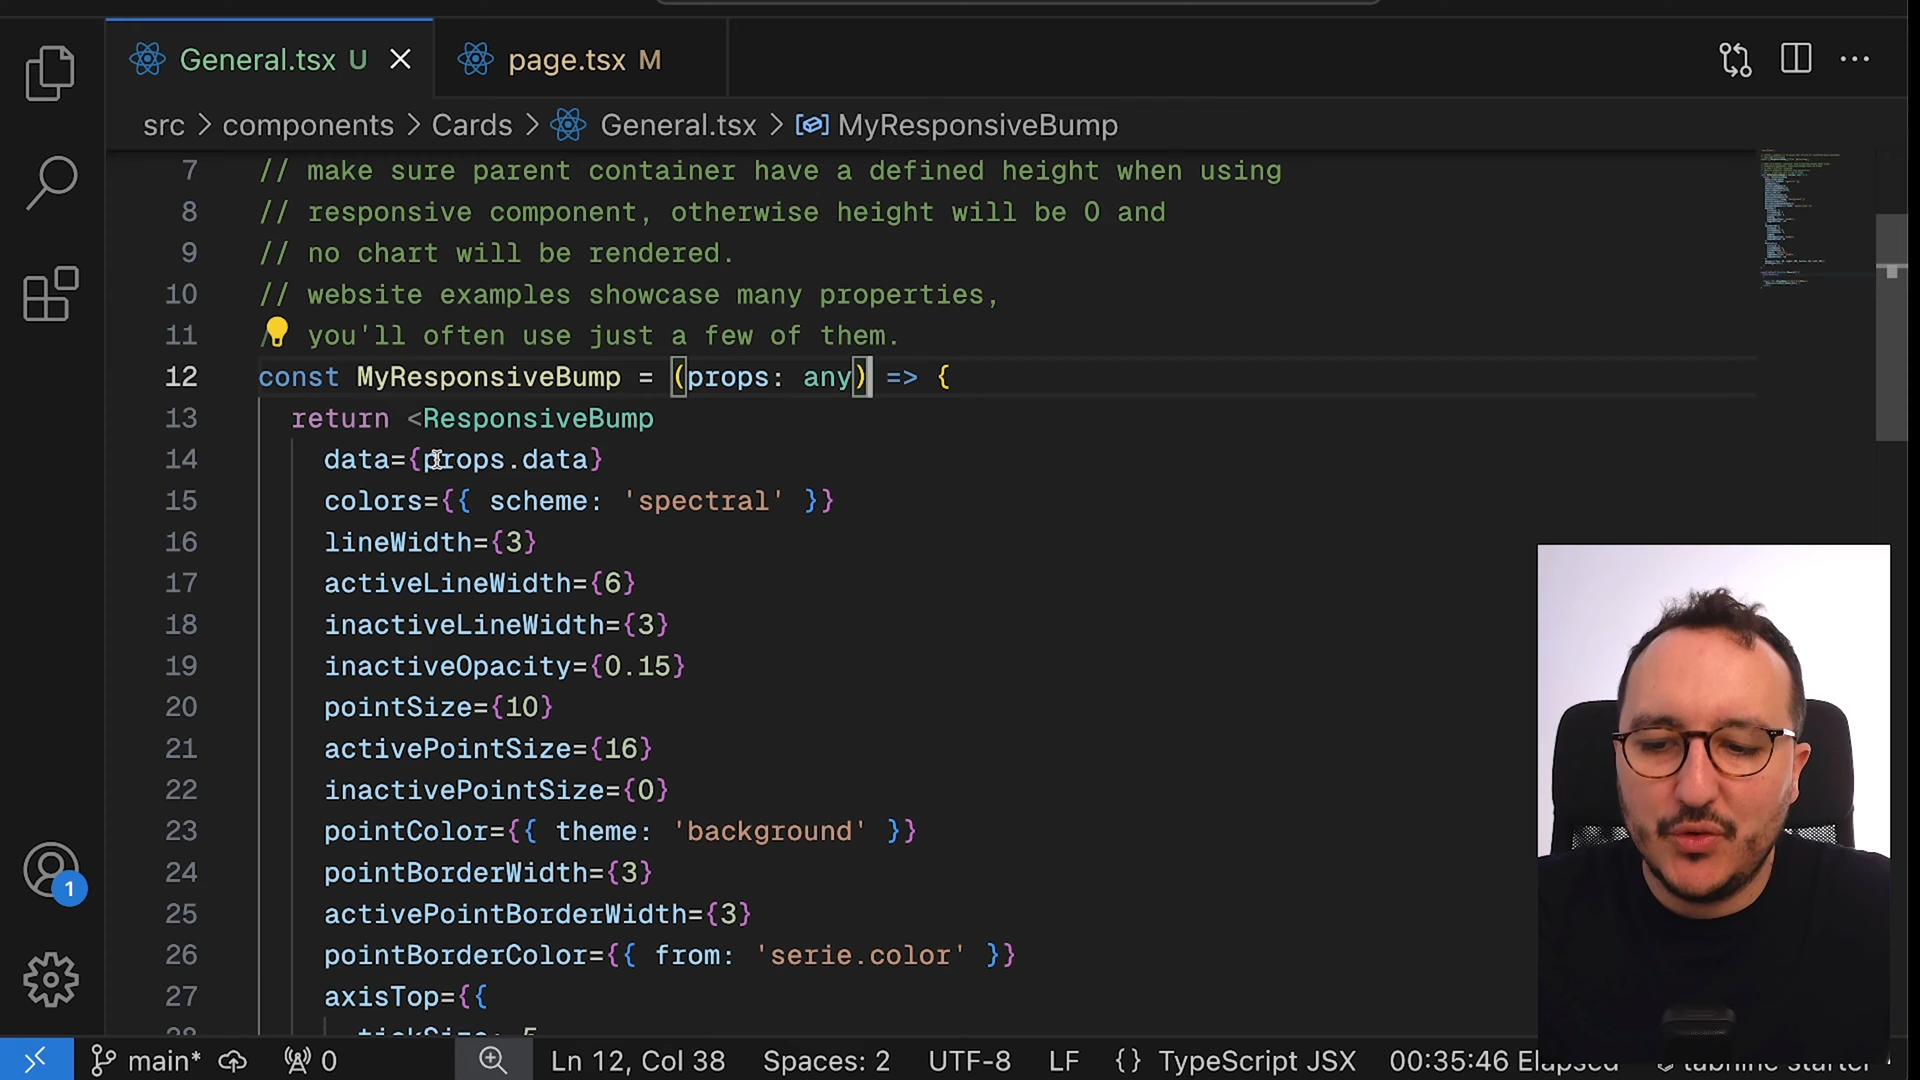 General.tsx U
page.tsx M
src > components > Cards > General.tsx > MyResponsiveBump
7 // make sure parent container have a defined height when using
8 // responsive component, otherwise height will be 0 and
9 // no chart will be rendered.
10 // website examples showcase many properties,
11 / you'll often use just a few of them.
12 const MyResponsiveBump = (props: any) => {
13 return <ResponsiveBump
14 data={props.data}
15 colors={{ scheme: 'spectral' }}
16 lineWidth={3}
17 activeLineWidth={6}
18 inactiveLineWidth={3}
19 inactiveOpacity={0.15}
20 pointSize={10}
21 activePointSize={16}
22 inactivePointSize={0}
23 pointColor={{ theme: 'background' }}
24 pointBorderWidth={3}
25 activePointBorderWidth={3}
26 pointBorderColor={{ from: 'serie.color' }}
27 axisTop={{
28 tickSize: 5
1
main* 0 Ln 12, Col 38 Spaces: 2 UTF-8 LF {} TypeScript JSX 00:35:46 Elapsed tabnine starter